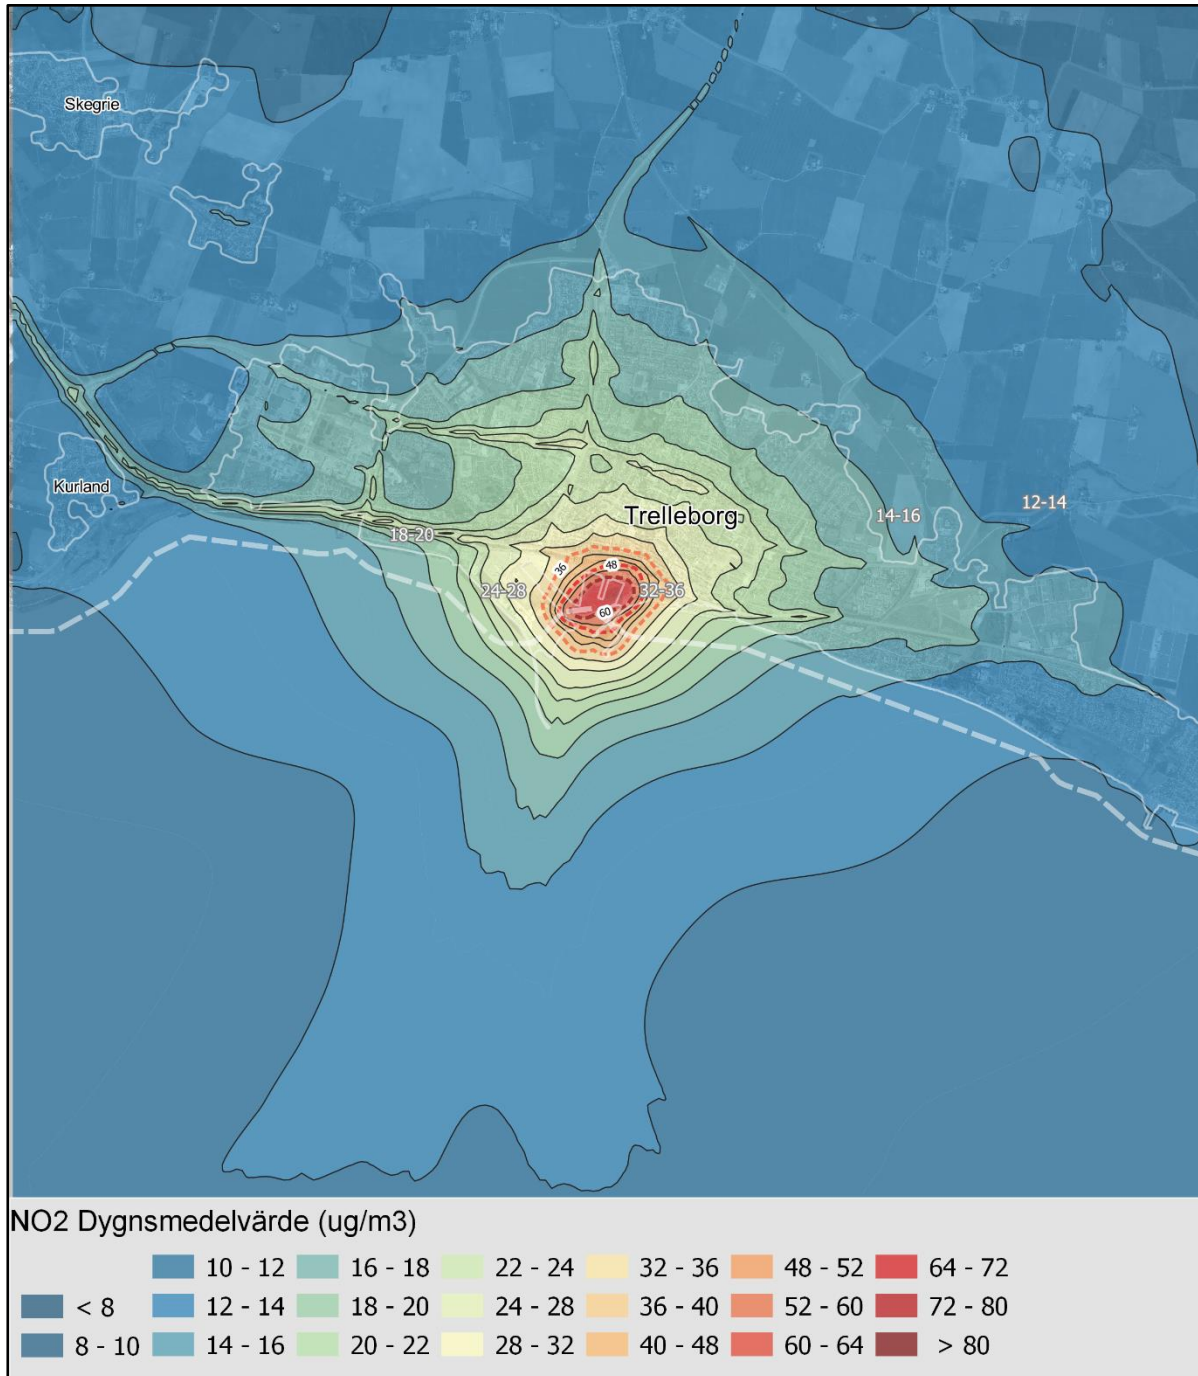 Skegrie
Kurland
Trelleborg
12-14
14-16
18-20
24-28
36
48
32-36
60
NO2 Dygnsmedelvärde (ug/m3)
10 - 12 16 - 18 22 - 24 32 - 36 48 - 52 64 - 72
< 8 12 - 14 18 - 20 24 - 28 36 - 40 52 - 60 72 - 80
8 - 10 14 - 16 20 - 22 28 - 32 40 - 48 60 - 64 > 80